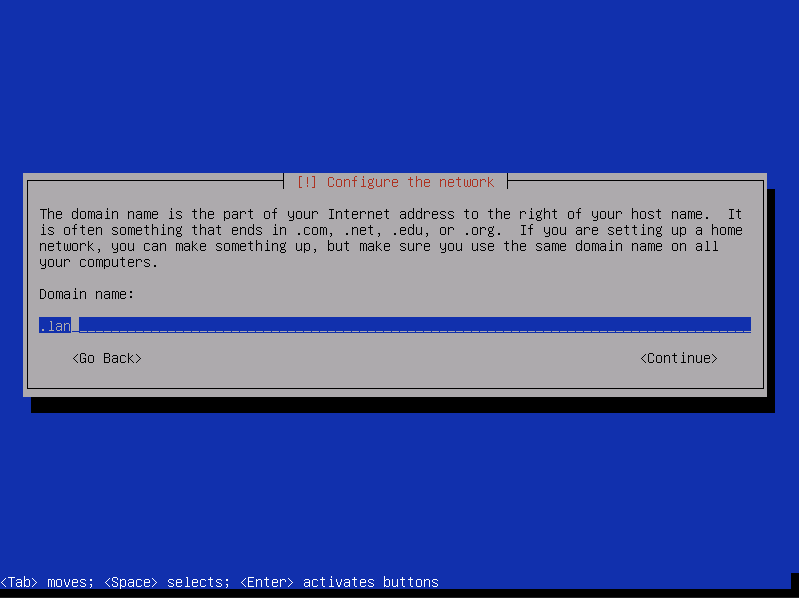 [!] Configure the network
The domain name is the part of your Internet address to the right of your host name.  It
is often something that ends in .com, .net, .edu, or .org.  If you are setting up a home
network, you can make something up, but make sure you use the same domain name on all
your computers.
Domain name:
.lan
<Go Back> <Continue>
<Tab> moves; <Space> selects; <Enter> activates buttons